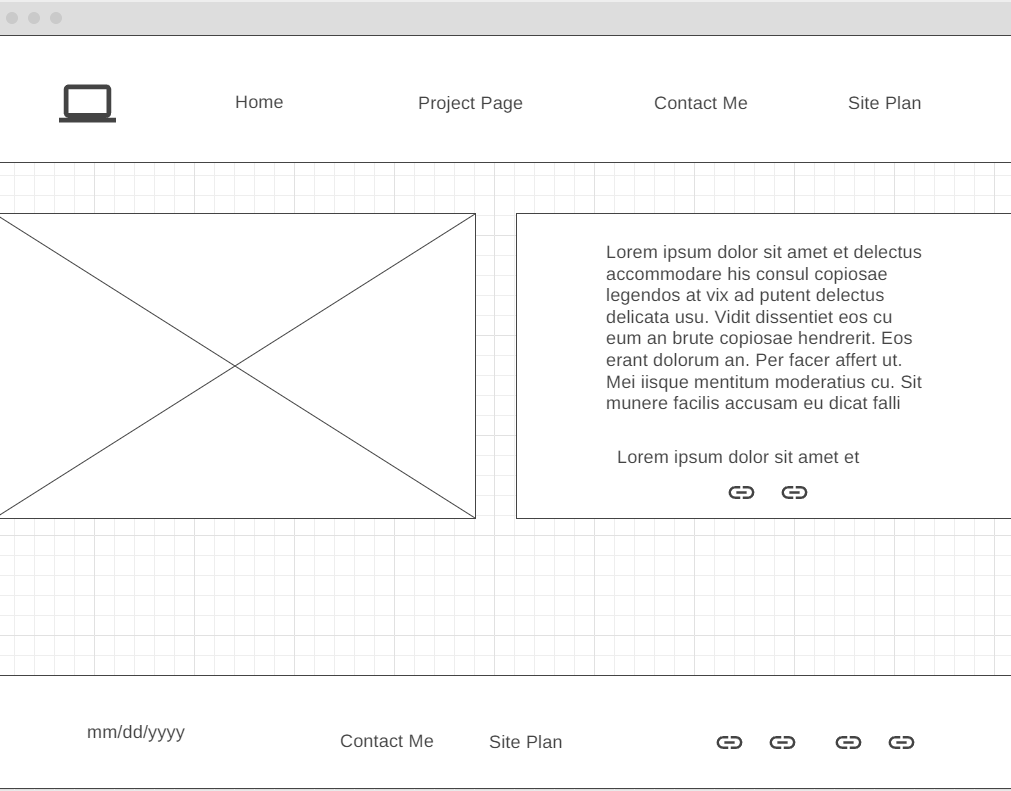 Home
Project Page
Contact Me
Site Plan
Lorem ipsum dolor sit amet et delectus
accommodare his consul copiosae
legendos at vix ad putent delectus
delicata usu. Vidit dissentiet eos cu
eum an brute copiosae hendrerit. Eos
erant dolorum an. Per facer affert ut.
Mei iisque mentitum moderatius cu. Sit
munere facilis accusam eu dicat falli
Lorem ipsum dolor sit amet et
mm/dd/yyyy
Contact Me
Site Plan